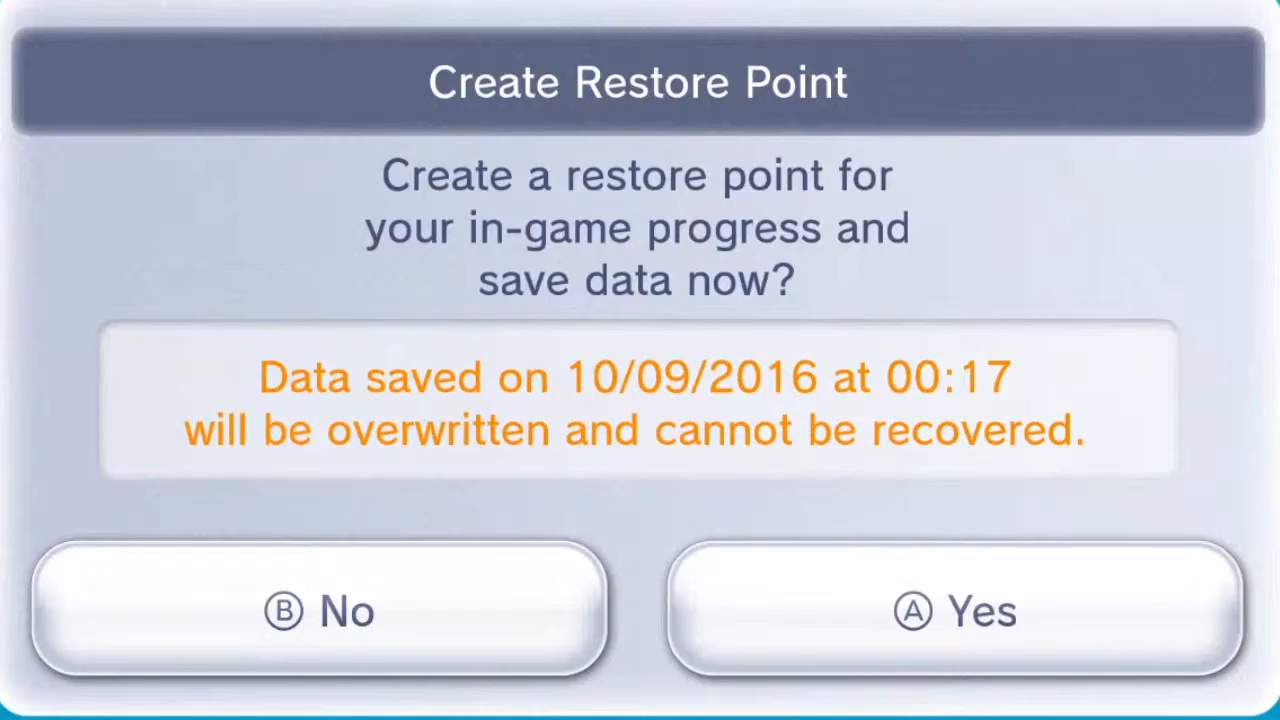 Create Restore Point
Create a restore point for
your in-game progress and
save data now?
Data saved on 10/09/2016 at 00:17
will be overwritten and cannot be recovered.
Ⓑ No
Ⓐ Yes